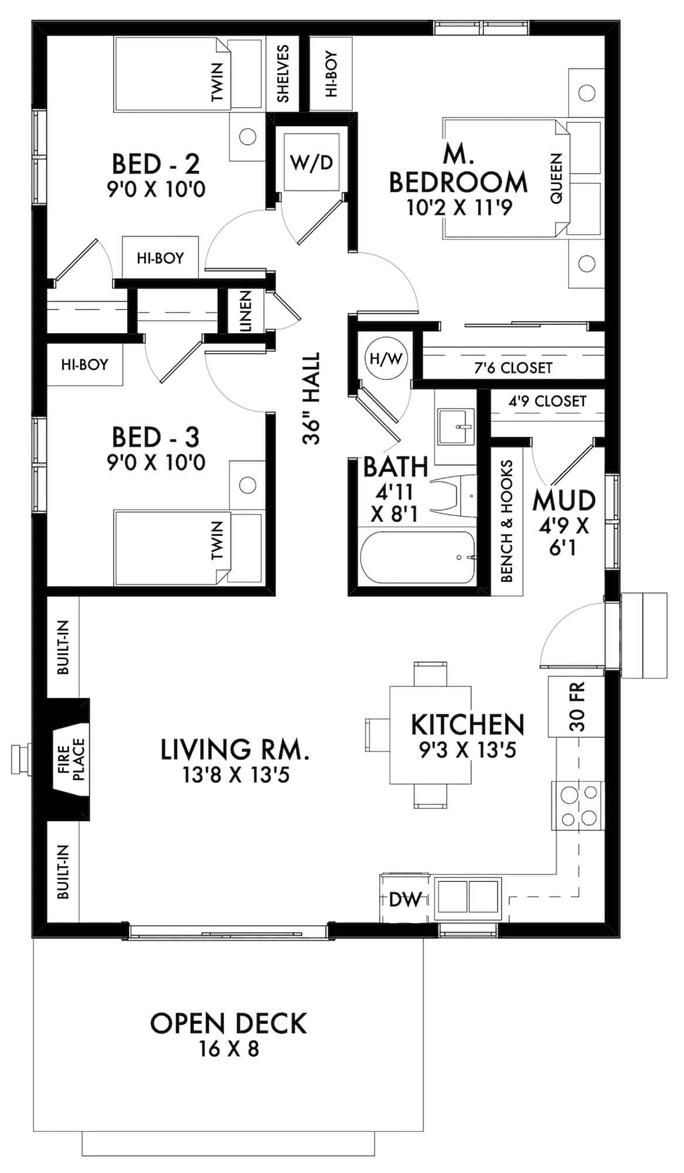 TWIN
SHELVES
HI-BOY
W/D
BED - 2
9'0 X 10'0
M.
BEDROOM
10'2 X 11'9
QUEEN
HI-BOY
LINEN
HI-BOY
36" HALL
H/W
7'6 CLOSET
4'9 CLOSET
BED - 3
9'0 X 10'0
BATH
4'11
X 8'1
BENCH & HOOKS
MUD
4'9 X
6'1
TWIN
BUILT-IN
30 FR
FIRE
PLACE
LIVING RM.
13'8 X 13'5
KITCHEN
9'3 X 13'5
BUILT-IN
DW
OPEN DECK
16 X 8